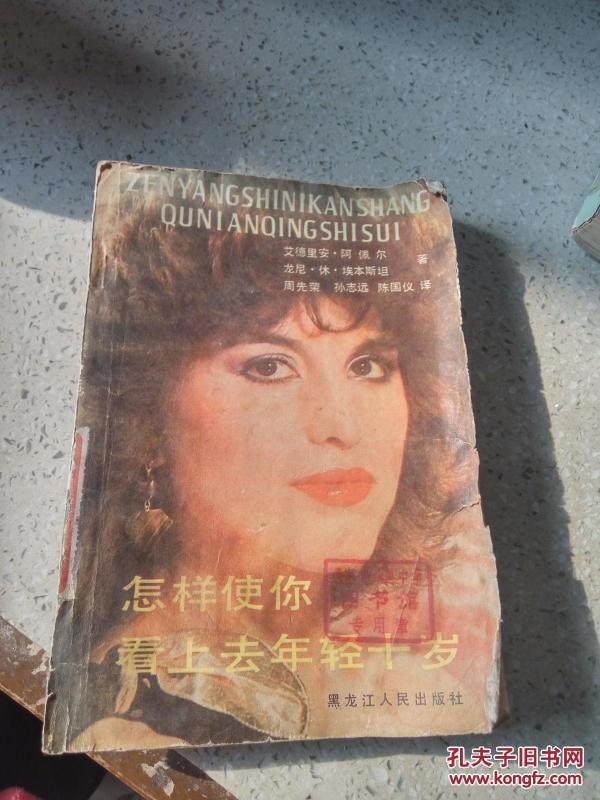 ZENYANGSHINIKANSHANG
QUNIANQINGSHISUI
艾德里安·阿佩尔
龙尼·休·埃本斯坦 著
周先荣 孙志远 陈国仪 译
怎样使你
看上去年轻十岁
图书馆
专用章
黑龙江人民出版社
孔夫子旧书网
www.kongfz.com